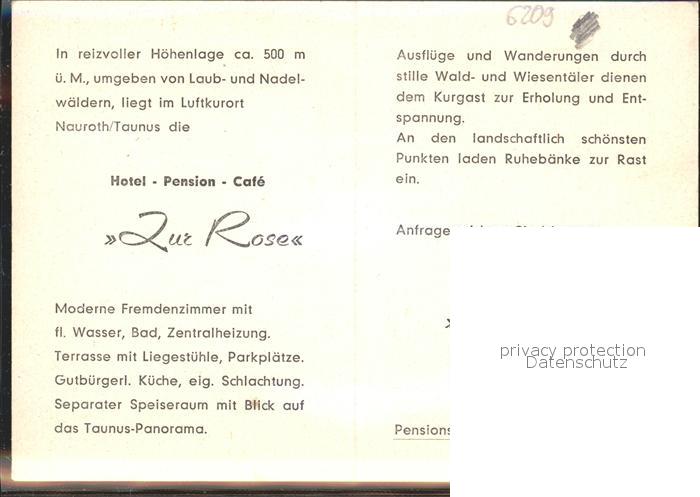 6209
In reizvoller Höhenlage ca. 500 m
ü. M., umgeben von Laub- und Nadel-
wäldern, liegt im Luftkurort
Nauroth/Taunus die
Hotel - Pension - Café
»Zur Rose«
Moderne Fremdenzimmer mit
fl. Wasser, Bad, Zentralheizung.
Terrasse mit Liegestühle, Parkplätze.
Gutbürgerl. Küche, eig. Schlachtung.
Separater Speiseraum mit Blick auf
das Taunus-Panorama.
Ausflüge und Wanderungen durch
stille Wald- und Wiesentäler dienen
dem Kurgast zur Erholung und Ent-
spannung.
An den landschaftlich schönsten
Punkten laden Ruhebänke zur Rast
ein.
Anfrage
privacy protection
Datenschutz
Pensions